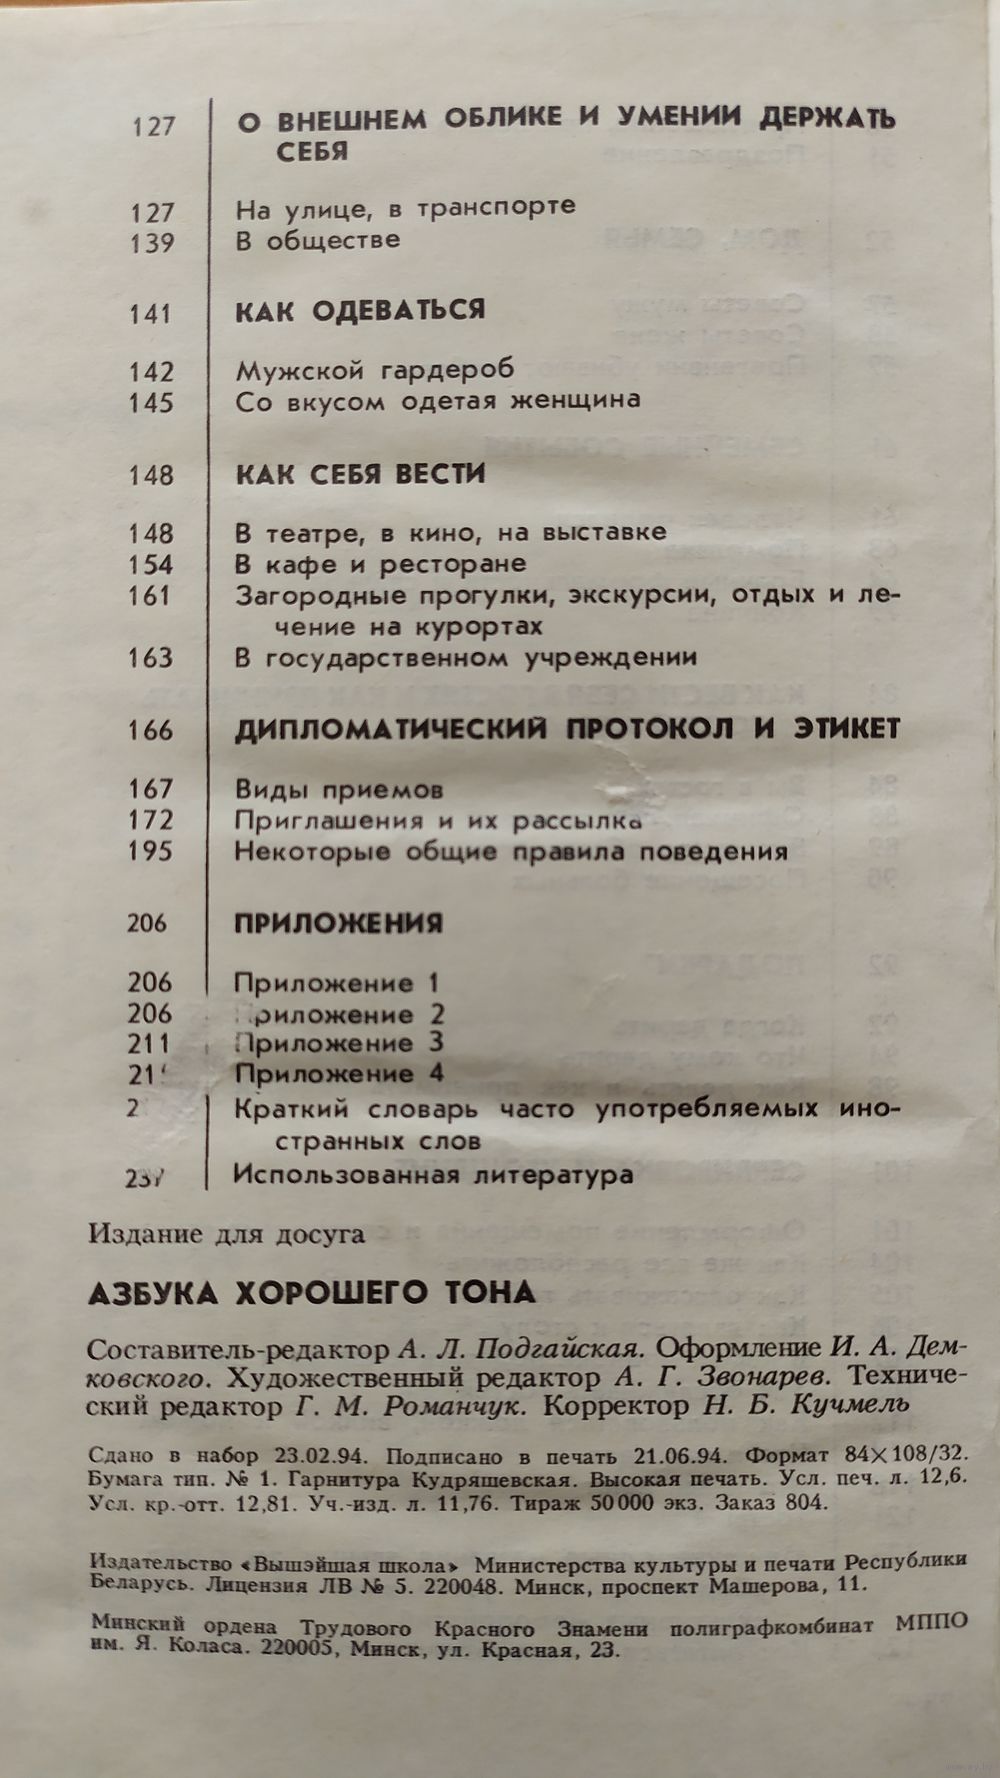 127 О ВНЕШНЕМ ОБЛИКЕ И УМЕНИИ ДЕРЖАТЬ
СЕБЯ
127 На улице, в транспорте
139 В обществе
141 КАК ОДЕВАТЬСЯ
142 Мужской гардероб
145 Со вкусом одетая женщина
148 КАК СЕБЯ ВЕСТИ
148 В театре, в кино, на выставке
154 В кафе и ресторане
161 Загородные прогулки, экскурсии, отдых и ле-
чение на курортах
163 В государственном учреждении
166 ДИПЛОМАТИЧЕСКИЙ ПРОТОКОЛ И ЭТИКЕТ
167 Виды приемов
172 Приглашения и их рассылка
195 Некоторые общие правила поведения
206 ПРИЛОЖЕНИЯ
206 Приложение 1
206 Приложение 2
211 Приложение 3
Приложение 4
Краткий словарь часто употребляемых ино-
странных слов
237 Использованная литература
Издание для досуга
АЗБУКА ХОРОШЕГО ТОНА
Составитель-редактор А. Л. Подгайская. Оформление И. А. Дем-
ковского. Художественный редактор А. Г. Звонарев. Техниче-
ский редактор Г. М. Романчук. Корректор Н. Б. Кучмель
Сдано в набор 23.02.94. Подписано в печать 21.06.94. Формат 84×108/32.
Бумага тип. № 1. Гарнитура Кудряшевская. Высокая печать. Усл. печ. л. 12,6.
Усл. кр.-отт. 12,81. Уч.-изд. л. 11,76. Тираж 50 000 экз. Заказ 804.
Издательство «Вышэйшая школа» Министерства культуры и печати Республики
Беларусь. Лицензия ЛВ № 5. 220048. Минск, проспект Машерова, 11.
Минский ордена Трудового Красного Знамени полиграфкомбинат МППО
им. Я. Коласа. 220005, Минск, ул. Красная, 23.